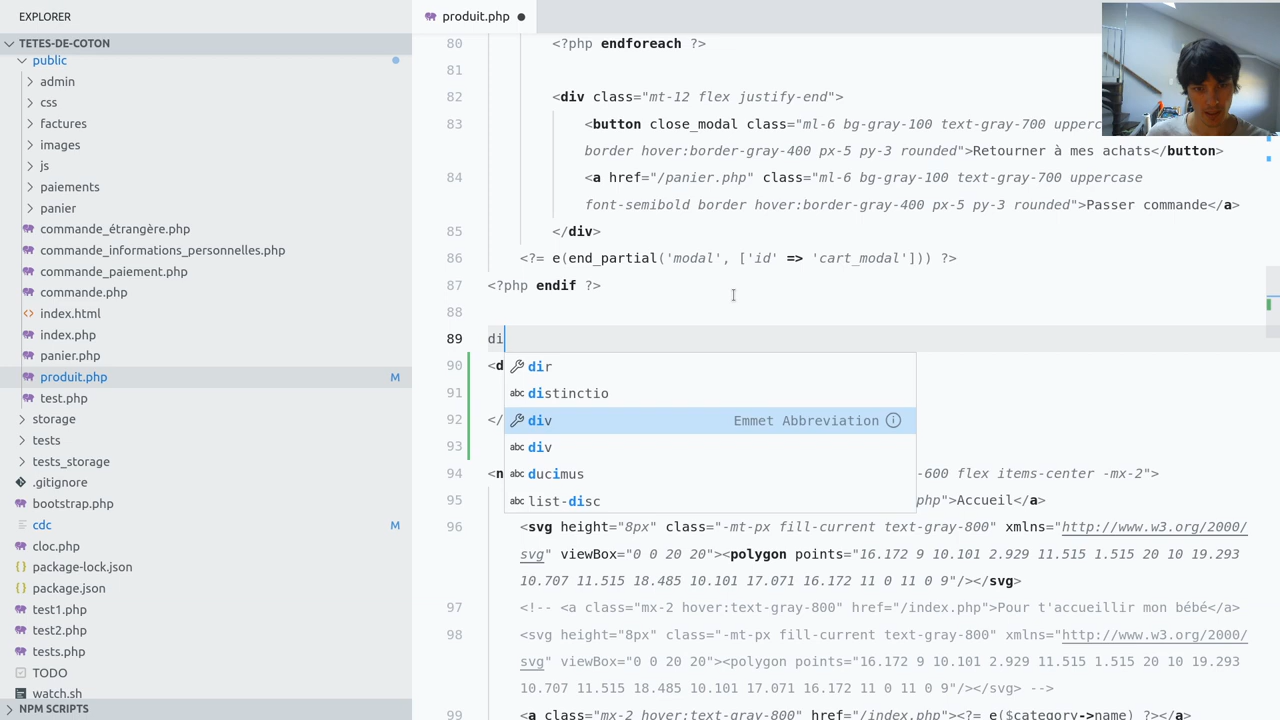 EXPLORER
TETES-DE-COTON
public
admin
css
factures
images
js
paiements
panier
commande_étrangère.php
commande_informations_personnelles.php
commande_paiement.php
commande.php
index.html
index.php
panier.php
produit.php M
test.php
storage
tests
tests_storage
.gitignore
bootstrap.php
cdc M
cloc.php
package-lock.json
package.json
test1.php
test2.php
tests.php
TODO
watch.sh
NPM SCRIPTS
produit.php
80 <?php endforeach ?>
81
82 <div class="mt-12 flex justify-end">
83 <button close_modal class="ml-6 bg-gray-100 text-gray-700
border hover:border-gray-400 px-5 py-3 rounded">Retourner à mes achats</button>
84 <a href="/panier.php" class="ml-6 bg-gray-100 text-gray-700 uppercase
font-semibold border hover:border-gray-400 px-5 py-3 rounded">Passer commande</a>
85 </div>
86 <?= e(end_partial('modal', ['id' => 'cart_modal'])) ?>
87 <?php endif ?>
88
89 di
90 <d
dir
91
distinctio
92 </
div Emmet Abbreviation
93
div
ducimus
list-disc
94 <n -600 flex items-center -mx-2">
95 php">Accueil</a>
96 <svg height="8px" class="-mt-px fill-current text-gray-800" xmlns="http://www.w3.org/2000/
svg" viewBox="0 0 20 20"><polygon points="16.172 9 10.101 2.929 11.515 1.515 20 10 19.293
10.707 11.515 18.485 10.101 17.071 16.172 11 0 11 0 9"/></svg>
97 <!-- <a class="mx-2 hover:text-gray-800" href="/index.php">Pour t'accueillir mon bébé</a>
98 <svg height="8px" class="-mt-px fill-current text-gray-800" xmlns="http://www.w3.org/2000/
svg" viewBox="0 0 20 20"><polygon points="16.172 9 10.101 2.929 11.515 1.515 20 10 19.293
10.707 11.515 18.485 10.101 17.071 16.172 11 0 11 0 9"/></svg> -->
99 <a class="mx-2 hover:text-gray-800" href="/index.php"><?= e($category->name) ?></a>